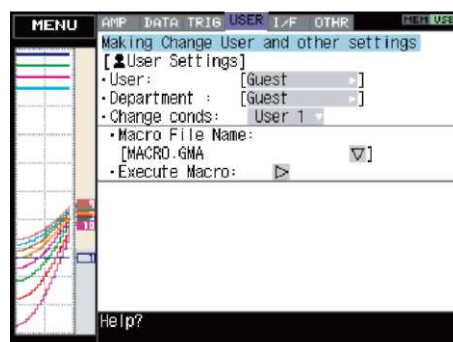 MENU AMP DATA TRIG USER I/F OTHR
Making Change User and other settings
[User Settings]
・User: [Guest ]
・Department : [Guest ]
・Change conds: User 1
・Macro File Name:
[MACRO.GMA ▽]
・Execute Macro: ▷
Help?